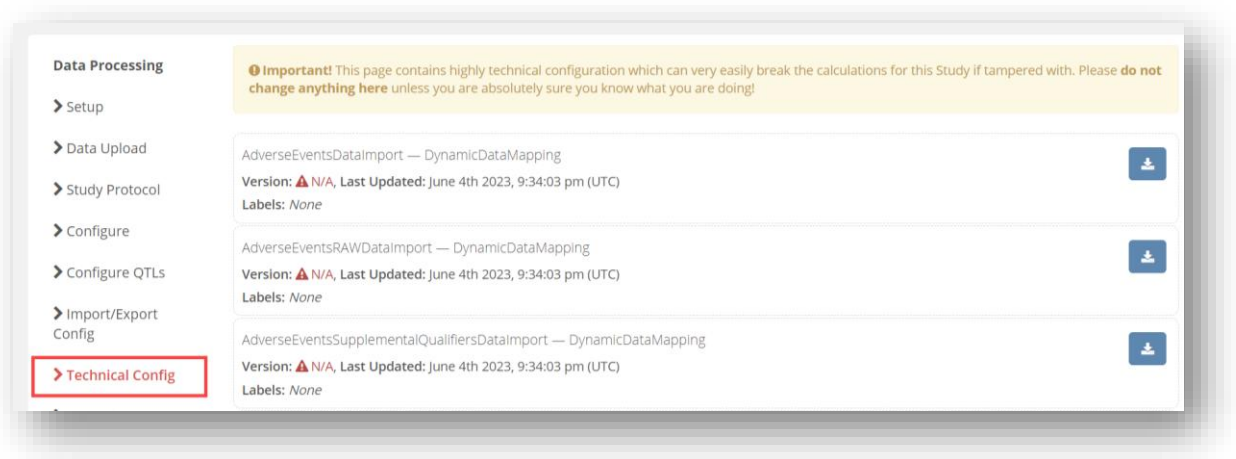 Data Processing
Setup
Data Upload
Study Protocol
Configure
Configure QTLs
Import/Export
Config
Technical Config
Important! This page contains highly technical configuration which can very easily break the calculations for this Study if tampered with. Please do not
change anything here unless you are absolutely sure you know what you are doing!
AdverseEventsDataImport — DynamicDataMapping
Version: N/A, Last Updated: June 4th 2023, 9:34:03 pm (UTC)
Labels: None
AdverseEventsRAWDataImport — DynamicDataMapping
Version: N/A, Last Updated: June 4th 2023, 9:34:03 pm (UTC)
Labels: None
AdverseEventsSupplementalQualifiersDataImport — DynamicDataMapping
Version: N/A, Last Updated: June 4th 2023, 9:34:03 pm (UTC)
Labels: None